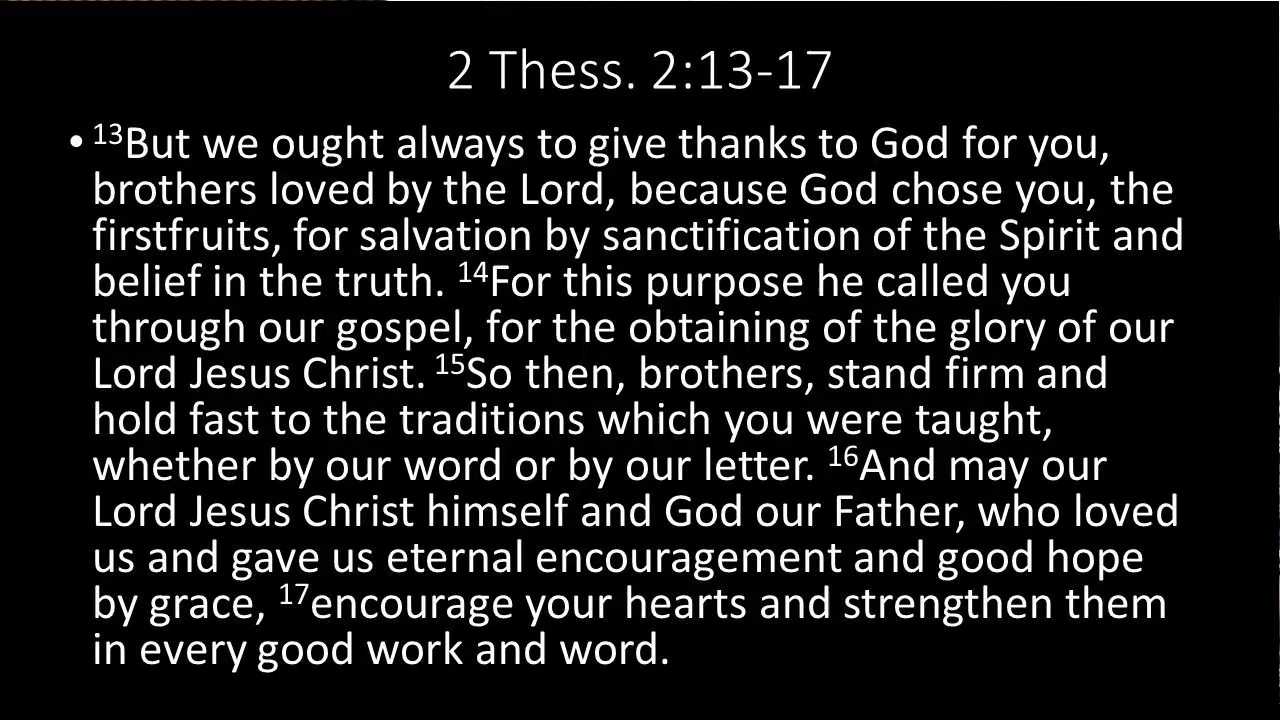 2 Thess. 2:13-17
• 13But we ought always to give thanks to God for you,
brothers loved by the Lord, because God chose you, the
firstfruits, for salvation by sanctification of the Spirit and
belief in the truth. 14For this purpose he called you
through our gospel, for the obtaining of the glory of our
Lord Jesus Christ. 15So then, brothers, stand firm and
hold fast to the traditions which you were taught,
whether by our word or by our letter. 16And may our
Lord Jesus Christ himself and God our Father, who loved
us and gave us eternal encouragement and good hope
by grace, 17encourage your hearts and strengthen them
in every good work and word.